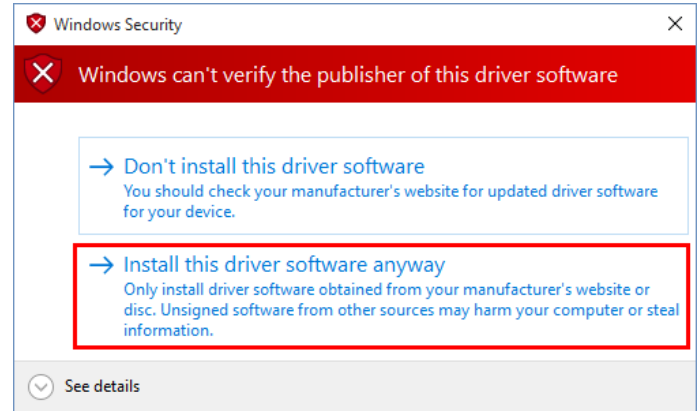 Windows Security
Windows can't verify the publisher of this driver software
Don't install this driver software
You should check your manufacturer's website for updated driver software
for your device.
Install this driver software anyway
Only install driver software obtained from your manufacturer's website or
disc. Unsigned software from other sources may harm your computer or steal
information.
See details